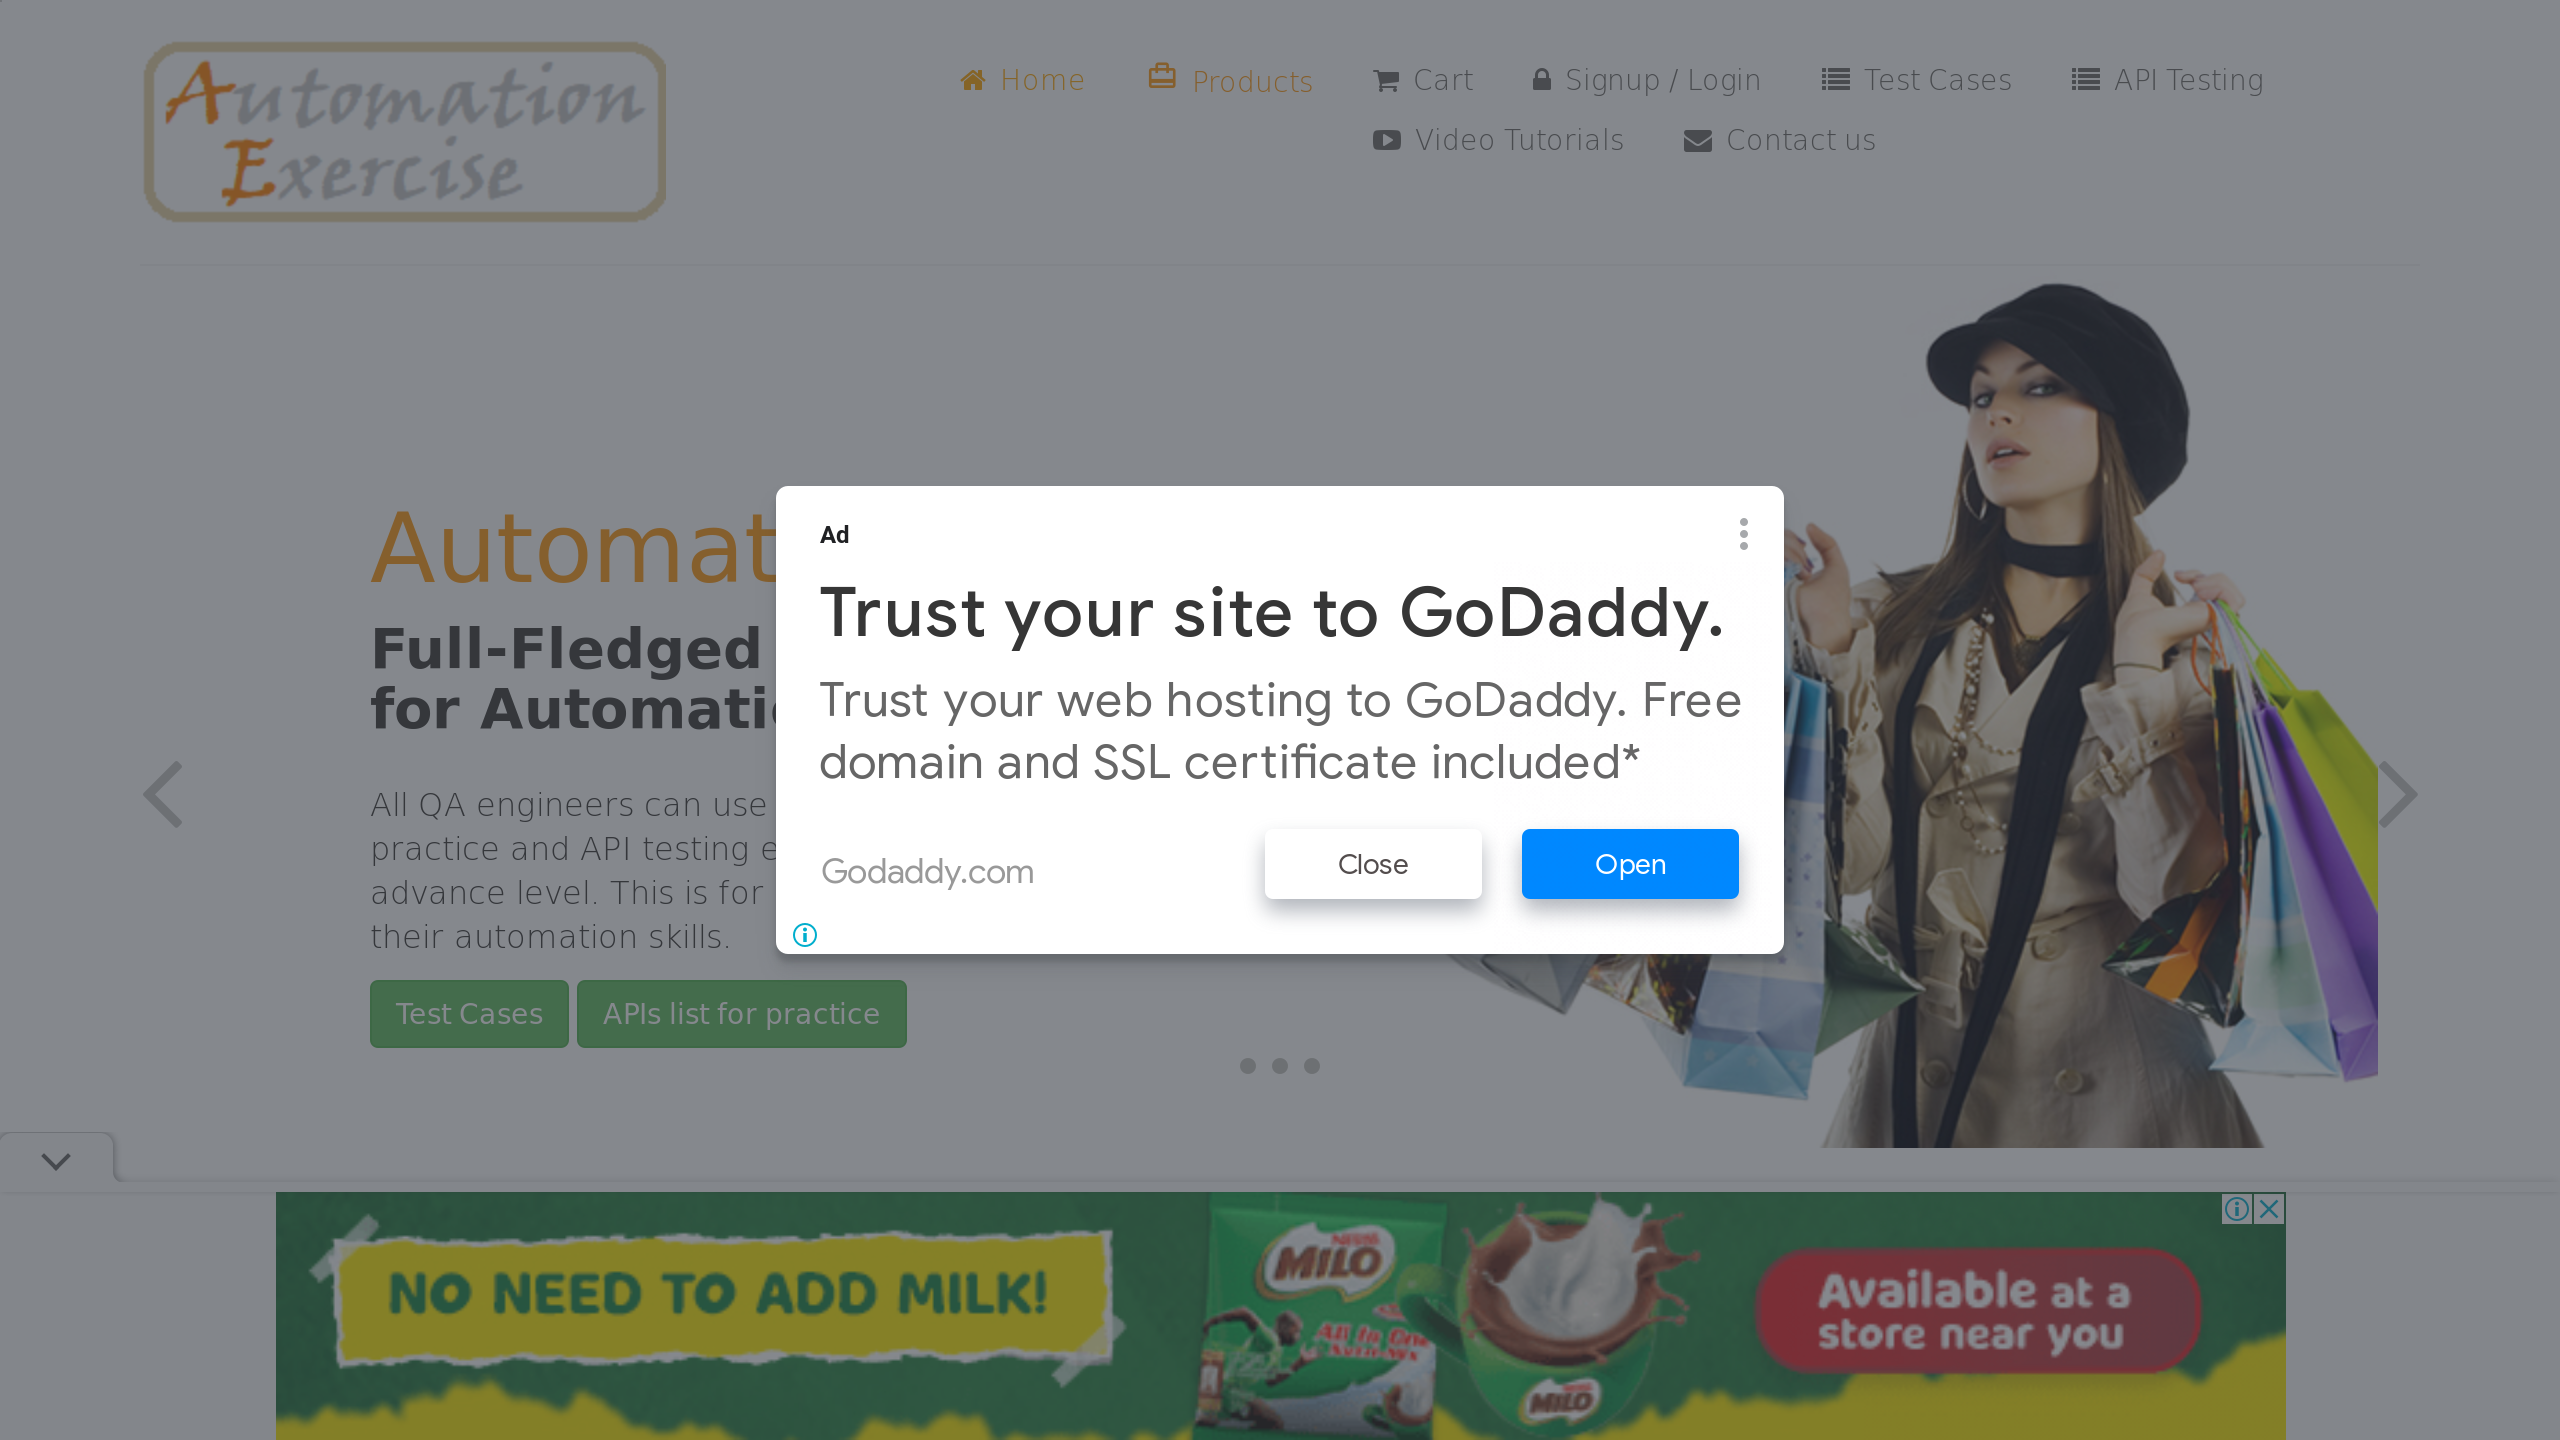 Automation
Exercise
Home
Products
Cart
Signup / Login
Test Cases
API Testing
Video Tutorials
Contact us
Automat
Full-Fledged
for Automati
All QA engineers can use
practice and API testing e
advance level. This is for
their automation skills.
Test Cases
APIs list for practice
Ad
Trust your site to GoDaddy.
Trust your web hosting to GoDaddy. Free
domain and SSL certificate included*
Godaddy.com
Close
Open
NO NEED TO ADD MILK!
Nestlé
MILO
All In One
MILO
Available at a
store near you